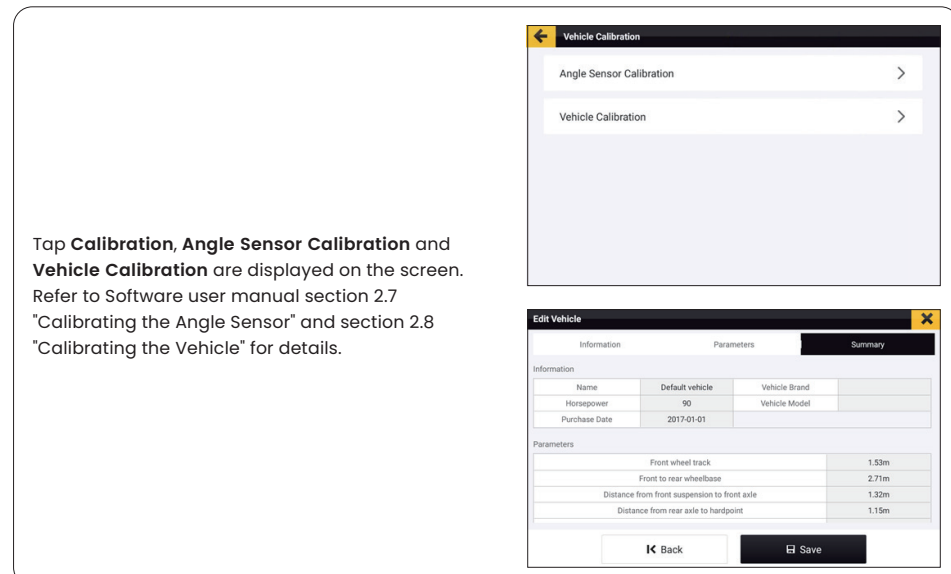 Tap Calibration, Angle Sensor Calibration and
Vehicle Calibration are displayed on the screen.
Refer to Software user manual section 2.7
"Calibrating the Angle Sensor" and section 2.8
"Calibrating the Vehicle" for details.
Vehicle Calibration
Angle Sensor Calibration
Vehicle Calibration
Edit Vehicle
Information Parameters Summary
Information
Name Default vehicle Vehicle Brand
Horsepower 90 Vehicle Model
Purchase Date 2017-01-01
Parameters
Front wheel track 1.53m
Front to rear wheelbase 2.71m
Distance from front suspension to front axle 1.32m
Distance from rear axle to hardpoint 1.15m
Back Save